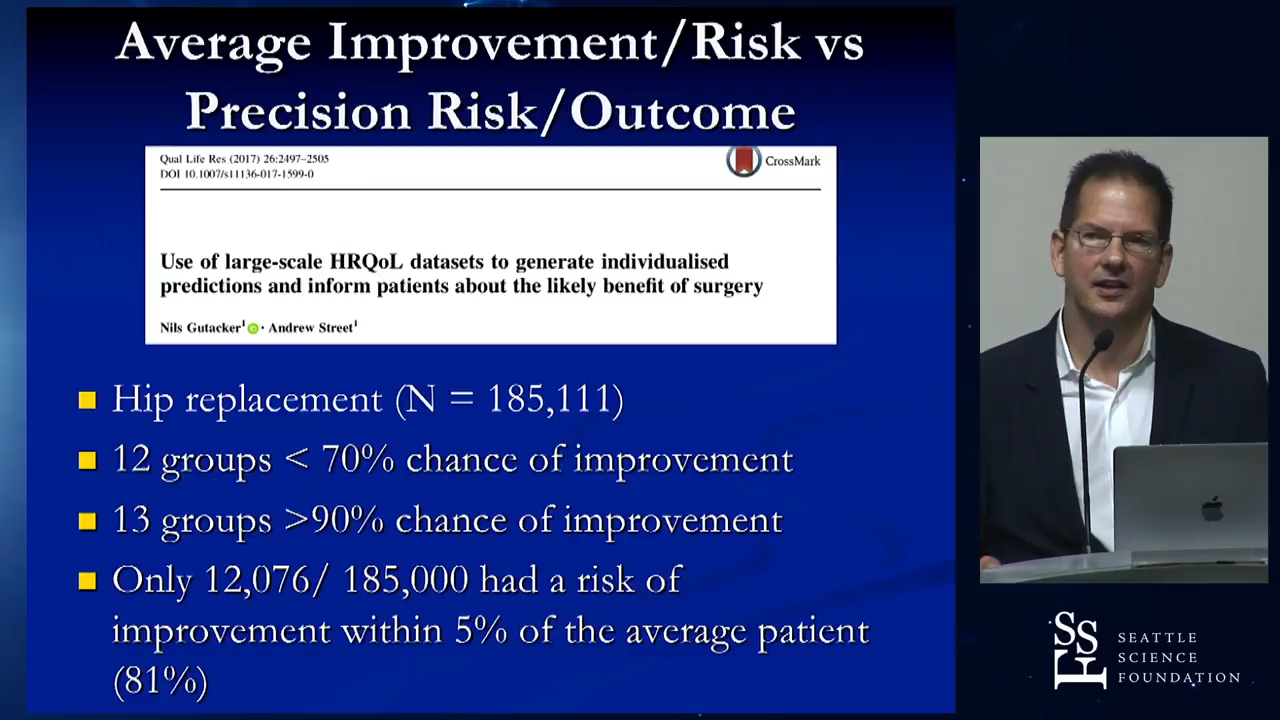 Average Improvement/Risk vs
Precision Risk/Outcome
Qual Life Res (2017) 26:2497–2505
DOI 10.1007/s11136-017-1599-0
CrossMark
Use of large-scale HRQoL datasets to generate individualised
predictions and inform patients about the likely benefit of surgery
Nils Gutacker¹ · Andrew Street¹
Hip replacement (N = 185,111)
12 groups < 70% chance of improvement
13 groups >90% chance of improvement
Only 12,076/ 185,000 had a risk of
improvement within 5% of the average patient
(81%)
SSF
SEATTLE
SCIENCE
FOUNDATION